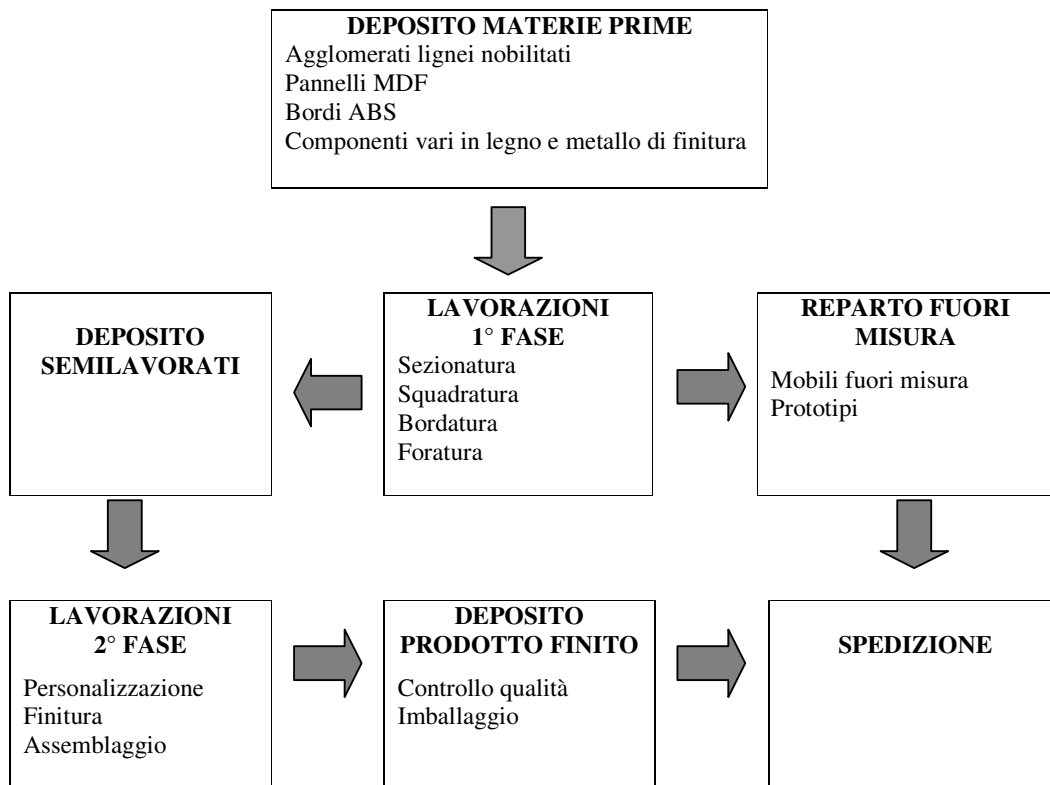 DEPOSITO MATERIE PRIME
Agglomerati lignei nobilitati
Pannelli MDF
Bordi ABS
Componenti vari in legno e metallo di finitura
DEPOSITO
SEMILAVORATI
LAVORAZIONI
1° FASE
Sezionatura
Squadratura
Bordatura
Foratura
REPARTO FUORI
MISURA
Mobili fuori misura
Prototipi
LAVORAZIONI
2° FASE
Personalizzazione
Finitura
Assemblaggio
DEPOSITO
PRODOTTO FINITO
Controllo qualità
Imballaggio
SPEDIZIONE